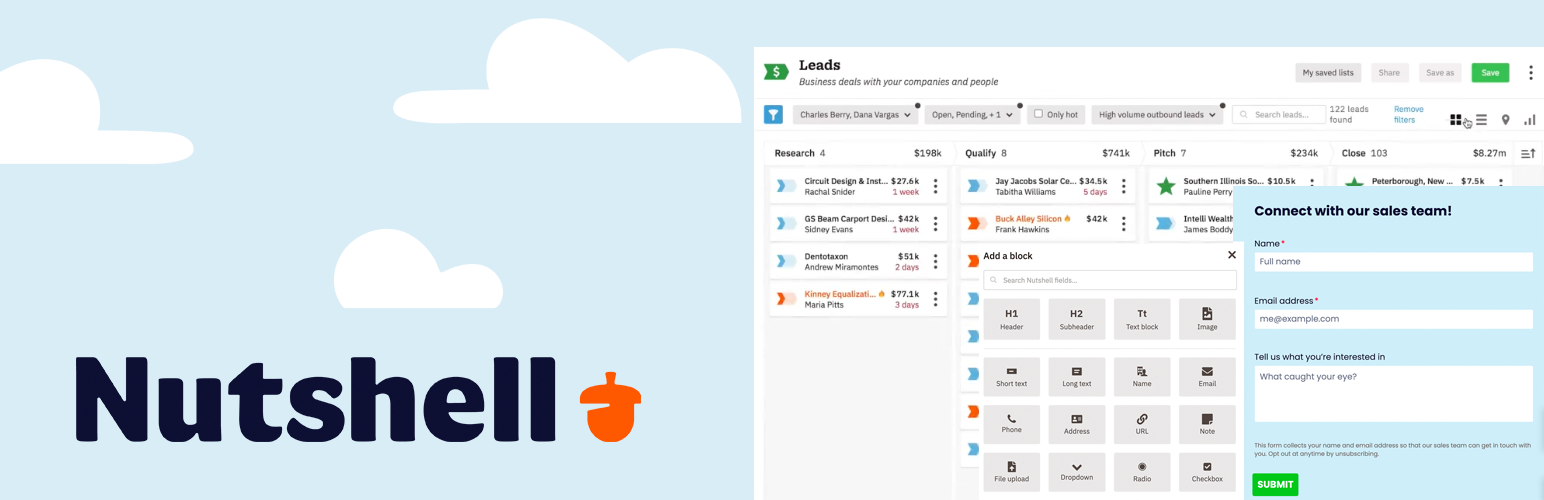 Nutshell
Leads
Business deals with your companies and people
My saved lists
Share
Save as
Save
Charles Berry, Dana Vargas
Open, Pending, + 1
Only hot
High volume outbound leads
Search leads...
122 leads
found
Remove
filters
Research 4 $198k
Qualify 8 $741k
Pitch 7 $234k
Close 103 $8.27m
Circuit Design & Inst... $27.6k
Rachal Snider 1 week
GS Beam Carport Desi... $42k
Sidney Evans 1 week
Dentotaxon $51k
Andrew Miramontes 2 days
Kinney Equalizati... $77.1k
Maria Pitts 3 days
Jay Jacobs Solar Ce... $34.5k
Tabitha Williams 5 days
Buck Alley Silicon $42k
Frank Hawkins
Southern Illinois So... $10.5k
Pauline Perry
Intelli Wealth
James Boddy
Peterborough, New ... $7.5k
Add a block
Search Nutshell fields...
H1
Header
H2
Subheader
Tt
Text block
Image
Short text
Long text
Name
Email
Phone
Address
URL
Note
File upload
Dropdown
Radio
Checkbox
Connect with our sales team!
Name*
Full name
Email address*
me@example.com
Tell us what you're interested in
What caught your eye?
This form collects your name and email address so that our sales team can get in touch with
you. Opt out at anytime by unsubscribing.
SUBMIT